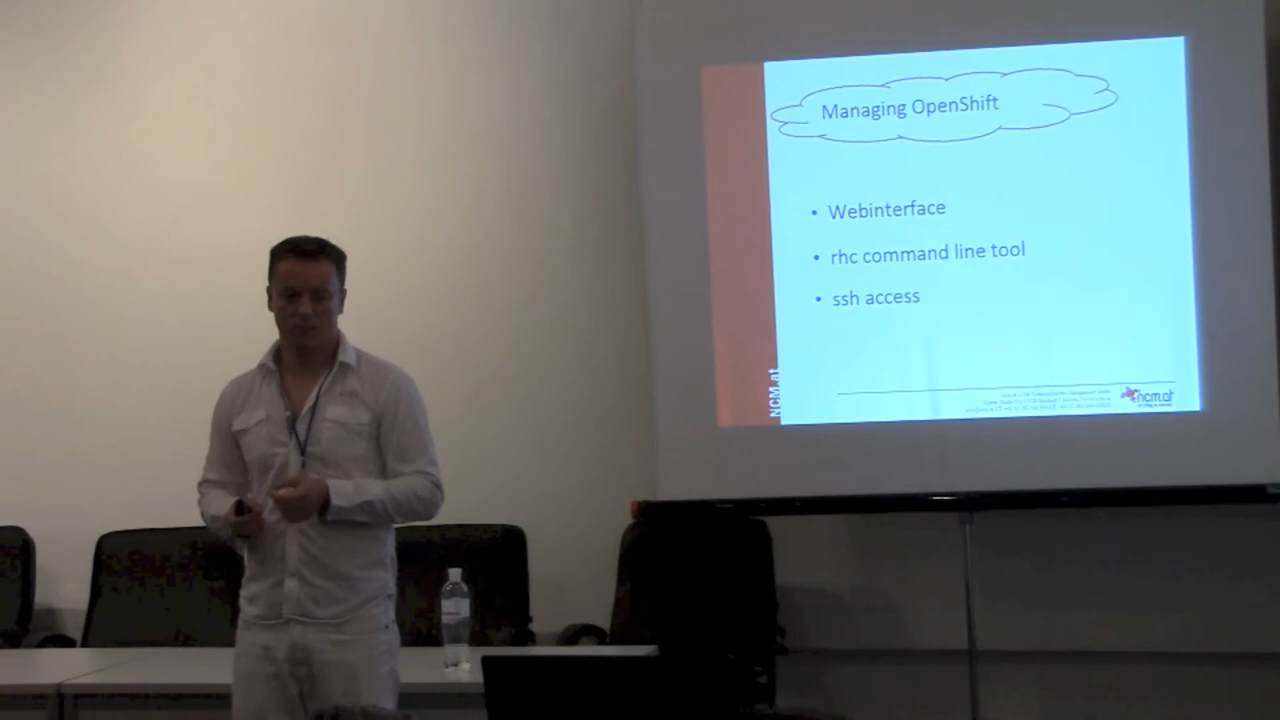 Managing OpenShift
• Webinterface
• rhc command line tool
• ssh access
NCM.at
ncm.at